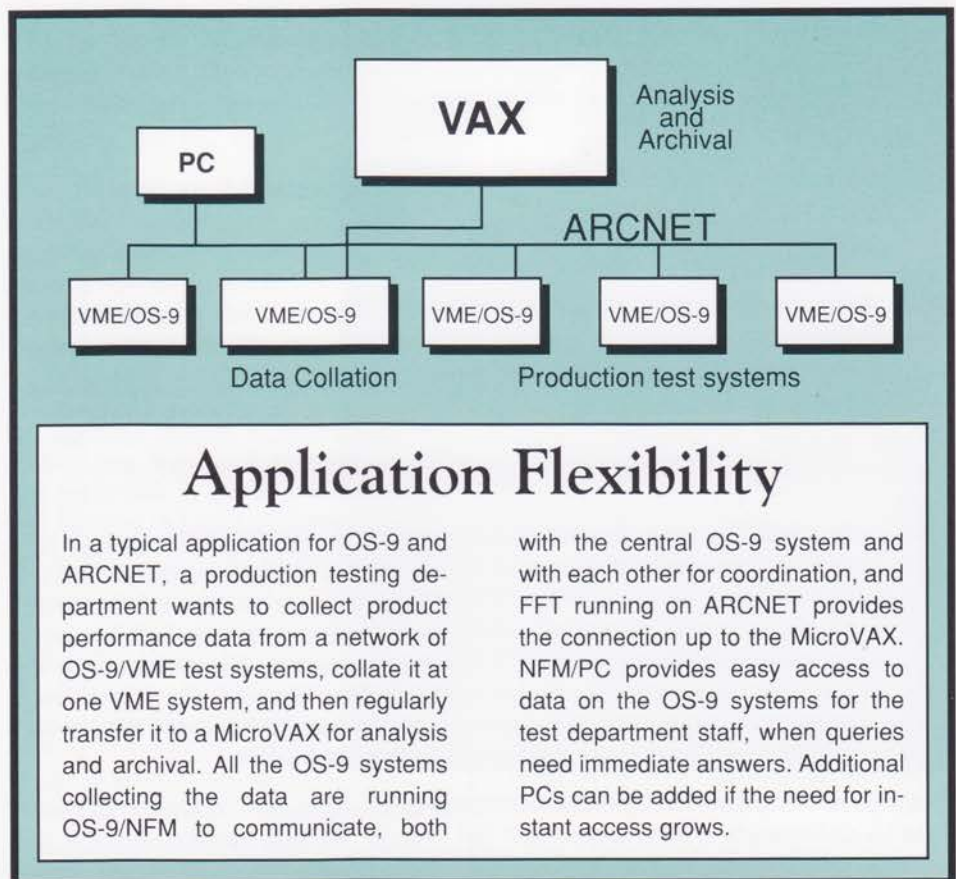 VAX
Analysis
and
Archival
PC
ARCNET
VME/OS-9
VME/OS-9
VME/OS-9
VME/OS-9
VME/OS-9
Data Collation
Production test systems
Application Flexibility
In a typical application for OS-9 and
ARCNET, a production testing de-
partment wants to collect product
performance data from a network of
OS-9/VME test systems, collate it at
one VME system, and then regularly
transfer it to a MicroVAX for analysis
and archival. All the OS-9 systems
collecting the data are running
OS-9/NFM to communicate, both
with the central OS-9 system and
with each other for coordination, and
FFT running on ARCNET provides
the connection up to the MicroVAX.
NFM/PC provides easy access to
data on the OS-9 systems for the
test department staff, when queries
need immediate answers. Additional
PCs can be added if the need for in-
stant access grows.